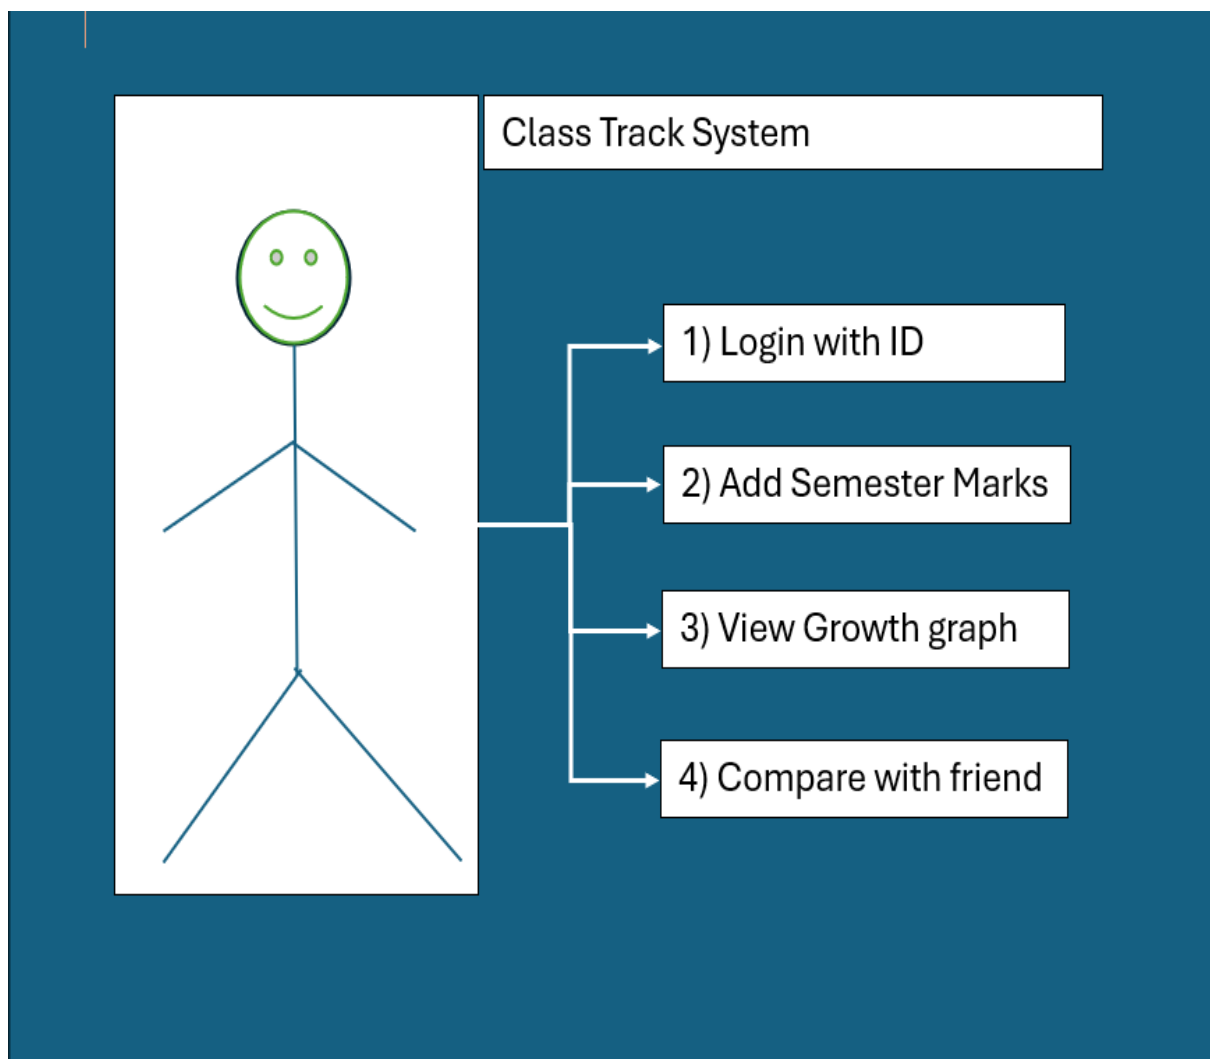 Class Track System
1) Login with ID
2) Add Semester Marks
3) View Growth graph
4) Compare with friend